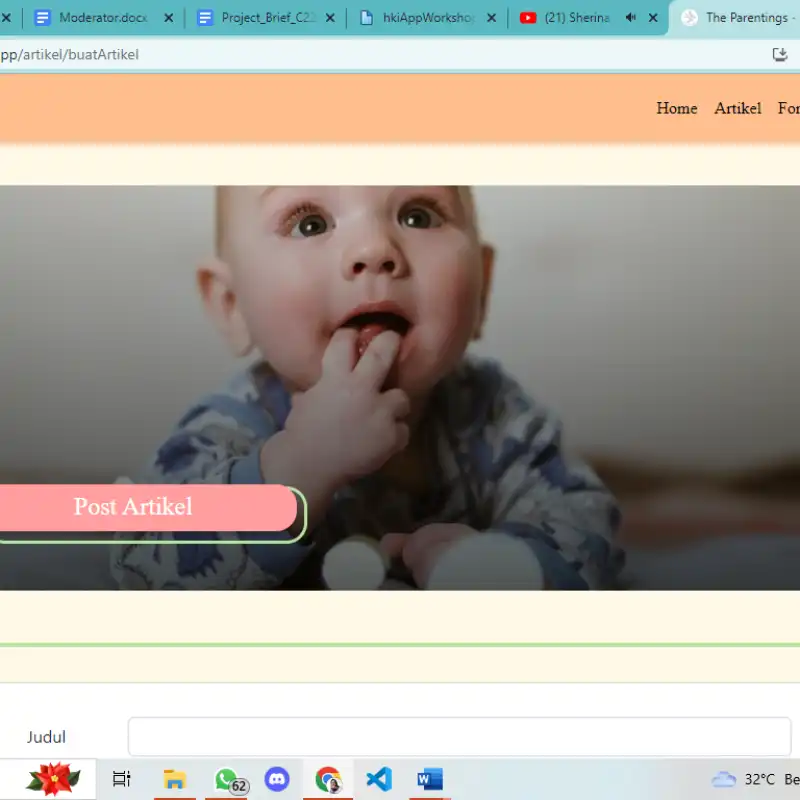 Moderator.docx
Project_Brief_C22
hkiAppWorkshop
(21) Sherina
The Parentings -
pp/artikel/buatArtikel
Home
Artikel
For
Post Artikel
Judul
62
32°C Be